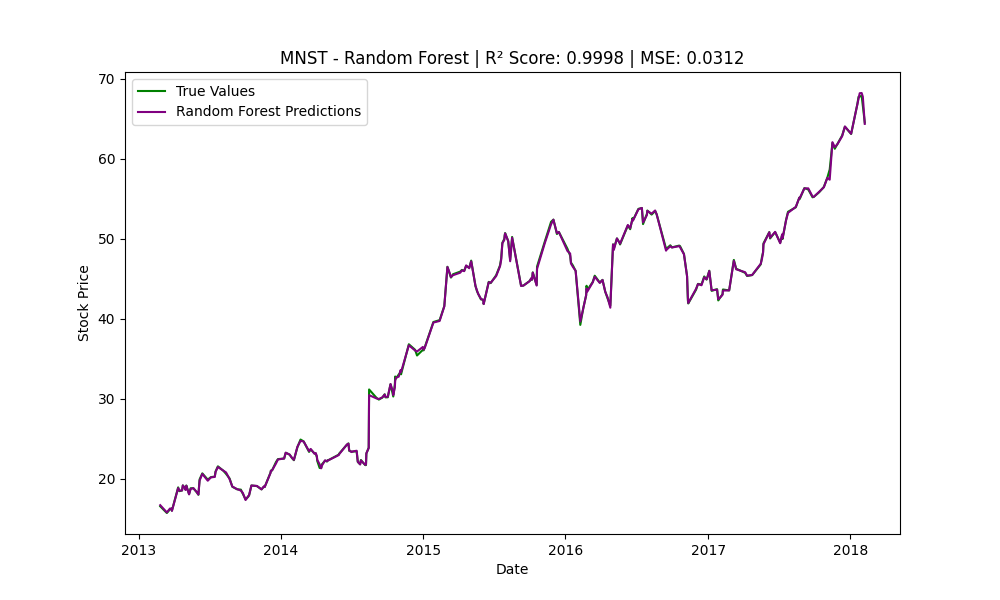 MNST - Random Forest | R² Score: 0.9998 | MSE: 0.0312
True Values
Random Forest Predictions
Stock Price
70
60
50
40
30
20
2013 2014 2015 2016 2017 2018
Date